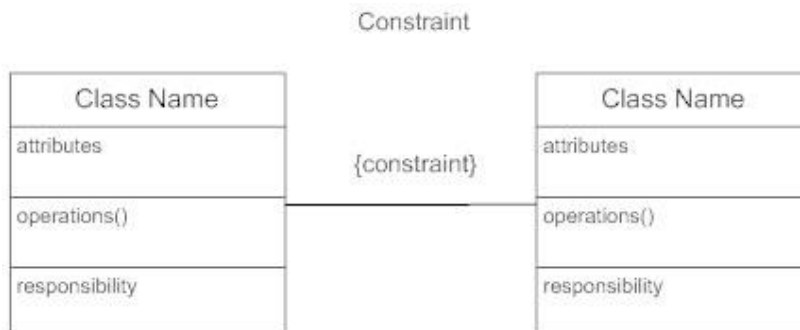 Constraint
Class Name
attributes
operations()
responsibility
{constraint}
Class Name
attributes
operations()
responsibility